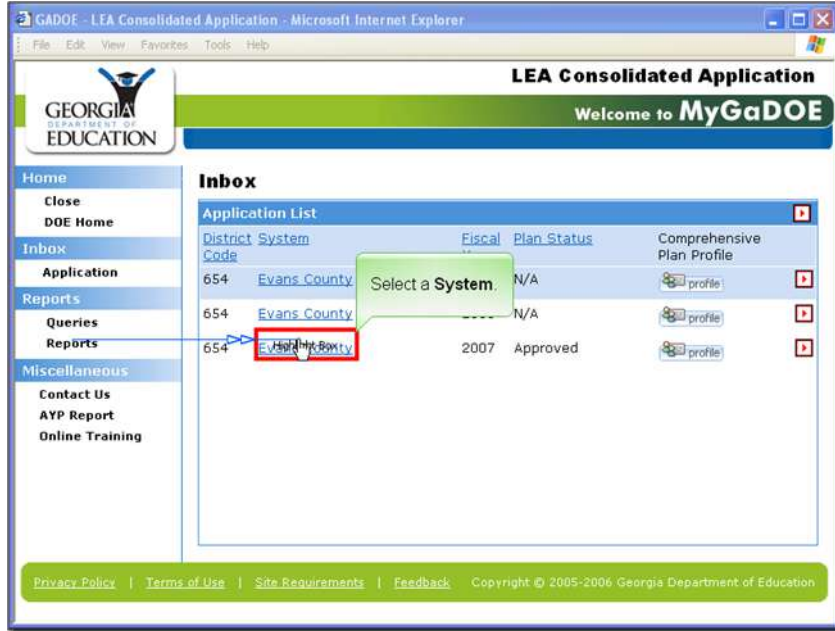 GADOE - LEA Consolidated Application - Microsoft Internet Explorer
File Edit View Favorites Tools Help
LEA Consolidated Application
GEORGIA
DEPARTMENT OF
EDUCATION
Welcome to MyGaDOE
Home
Close
DOE Home
Inbox
Application
Reports
Queries
Reports
Miscellaneous
Contact Us
AYP Report
Online Training
Inbox
Application List
District Code System Fiscal Plan Status Comprehensive Plan Profile
654 Evans County N/A profile
Select a System.
654 Evans County N/A profile
654 Evans County 2007 Approved profile
Highlight Box
Privacy Policy | Terms of Use | Site Requirements | Feedback Copyright © 2005-2006 Georgia Department of Education